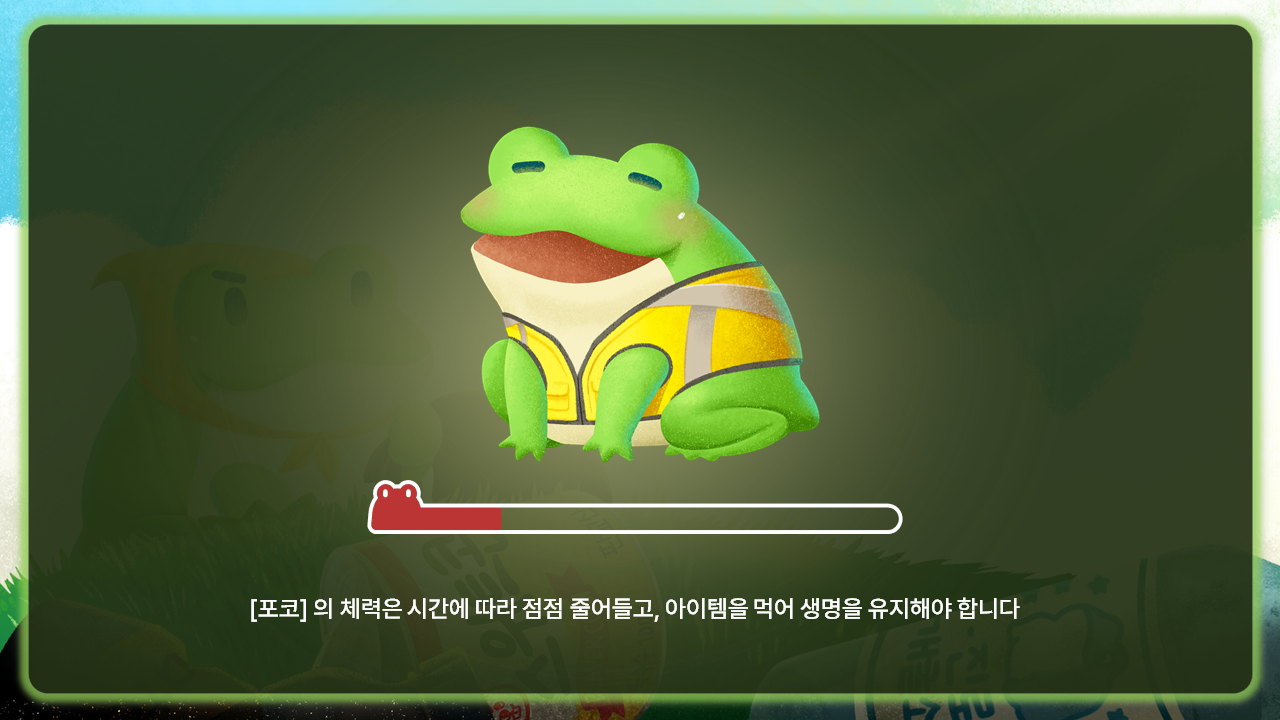 [포코] 의 체력은 시간에 따라 점점 줄어들고, 아이템을 먹어 생명을 유지해야 합니다